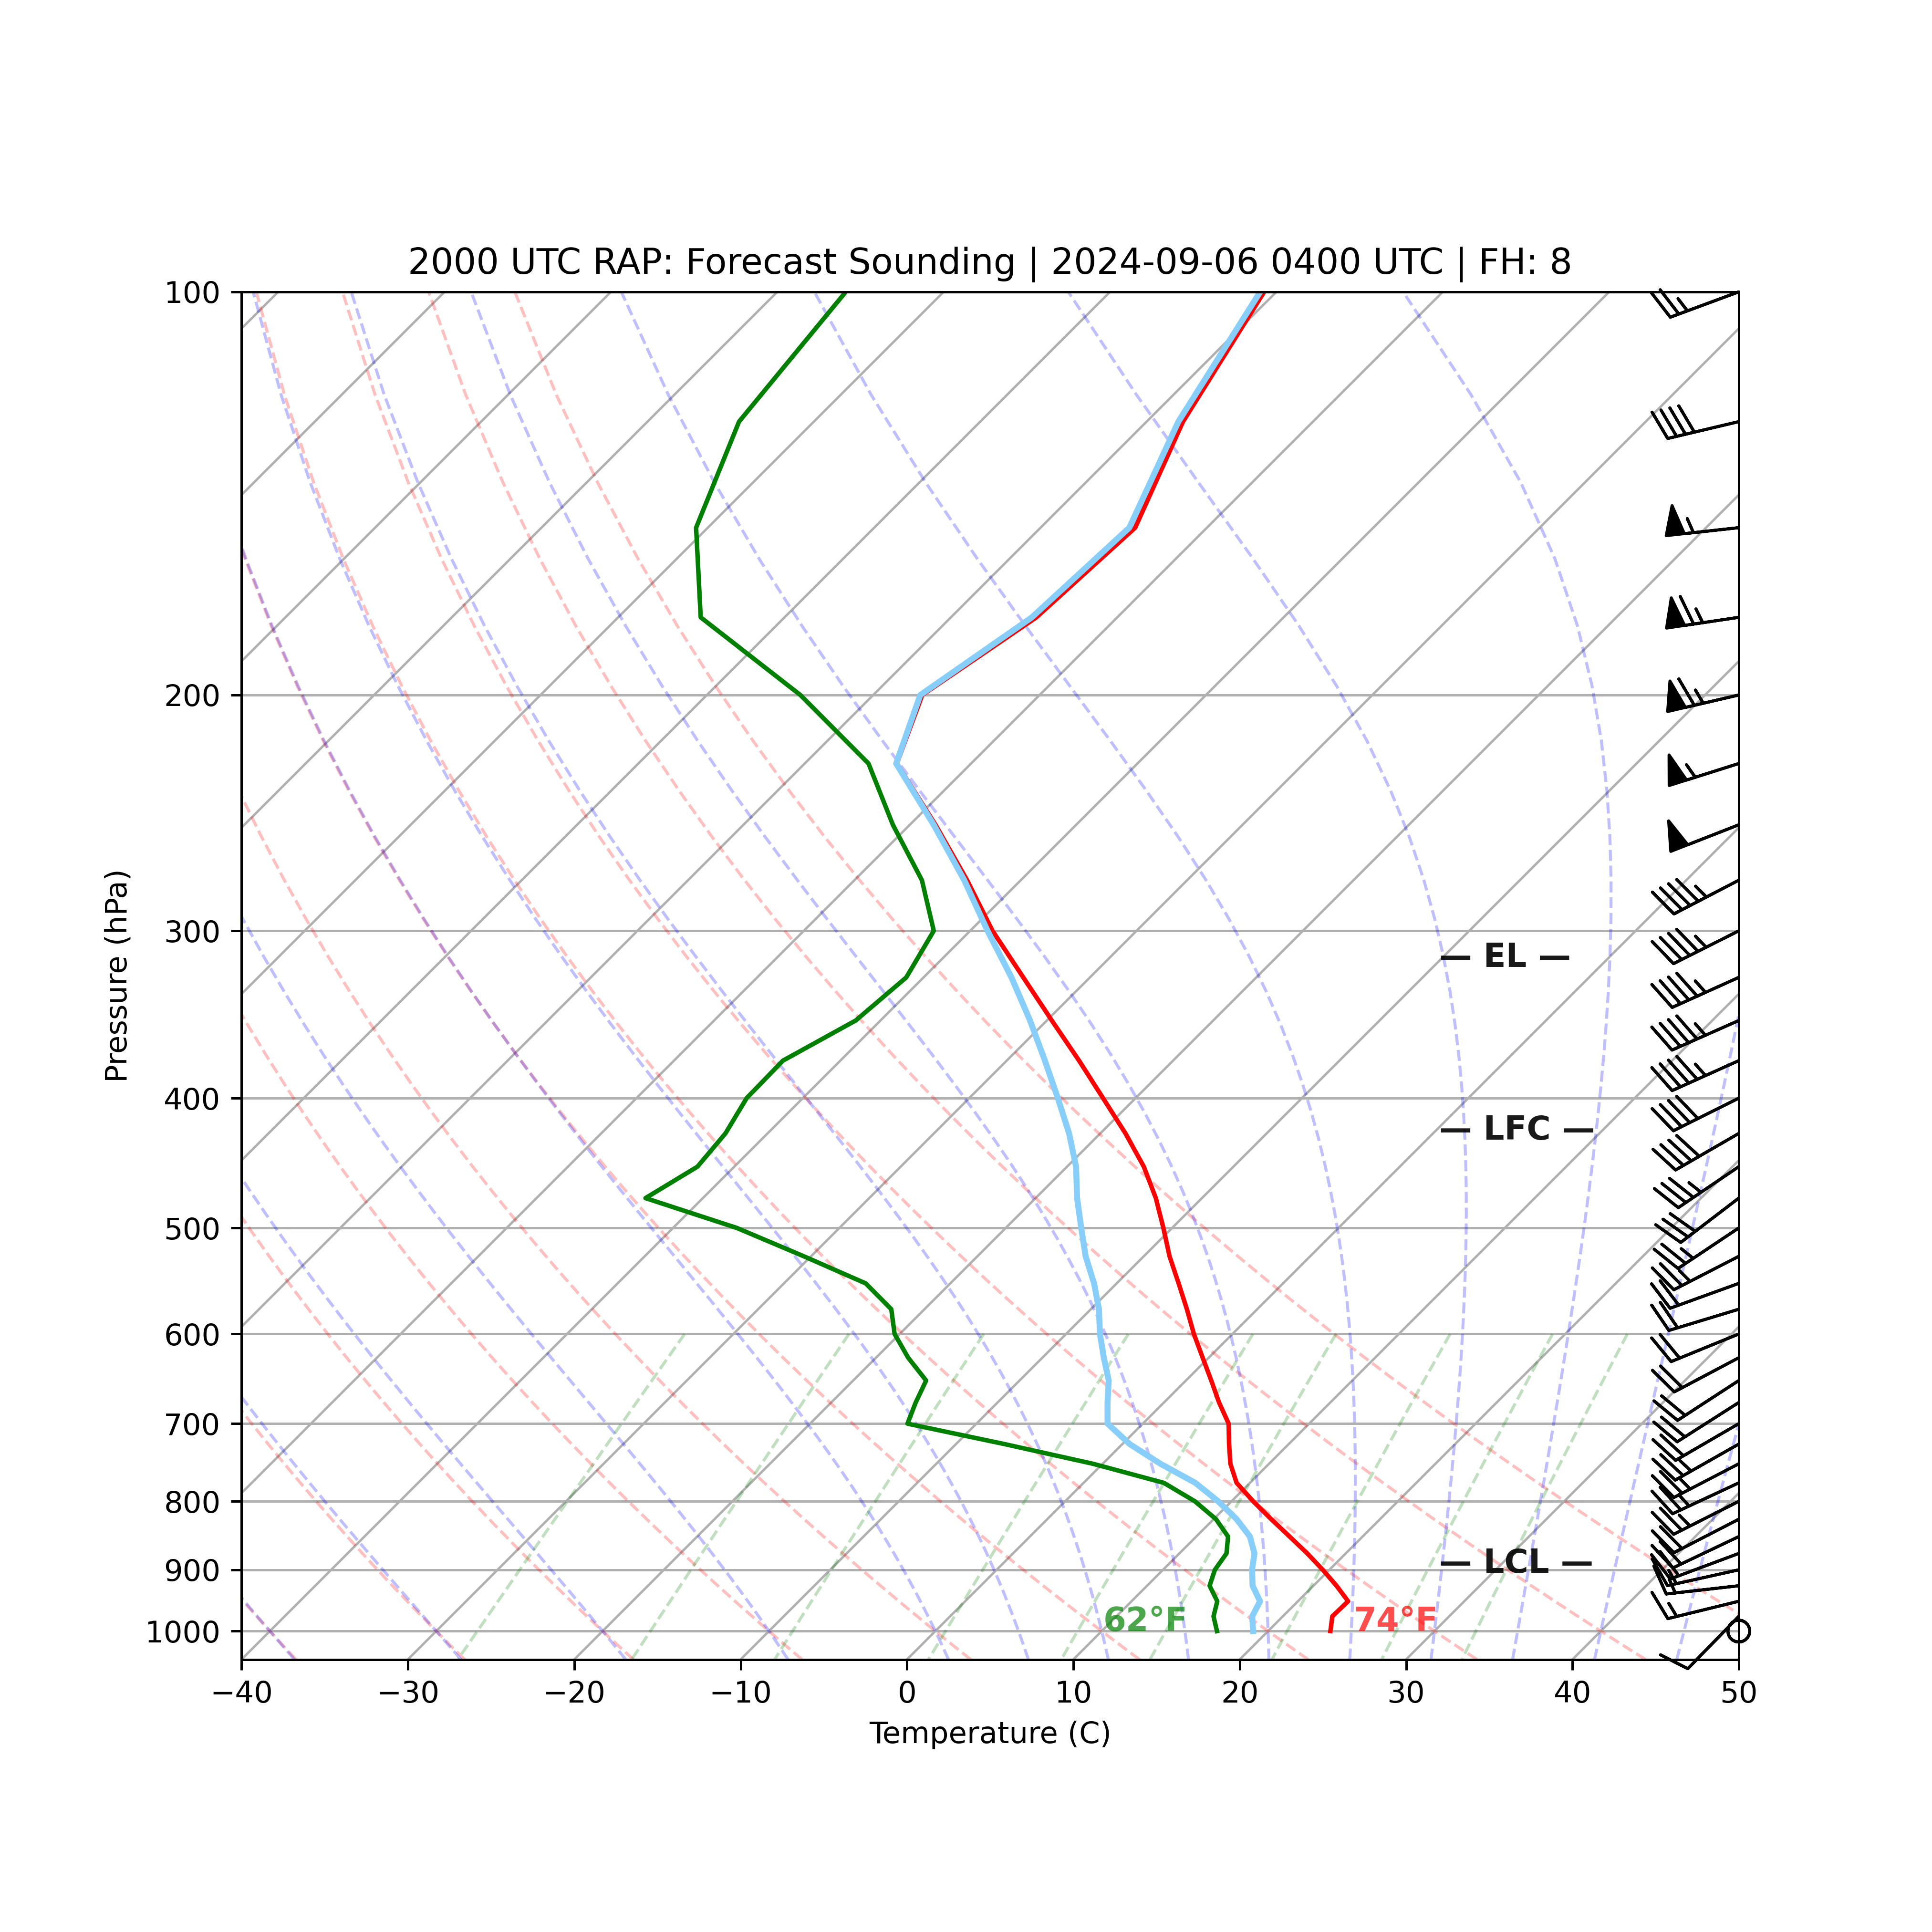 2000 UTC RAP: Forecast Sounding | 2024-09-06 0400 UTC | FH: 8
100
200
300
— EL —
Pressure (hPa)
400
— LFC —
500
600
700
800
900
— LCL —
62°F
74°F
1000
−40 −30 −20 −10 0 10 20 30 40 50
Temperature (C)